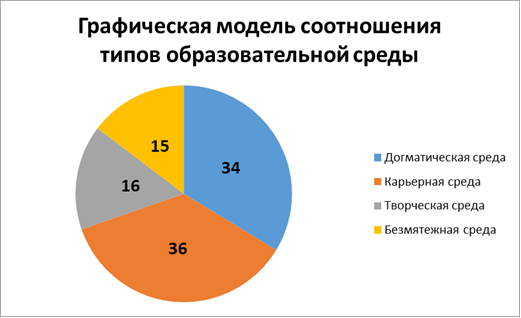 Графическая модель соотношения
типов образовательной среды
15
34
16
36
Догматическая среда
Карьерная среда
Творческая среда
Безмятежная среда